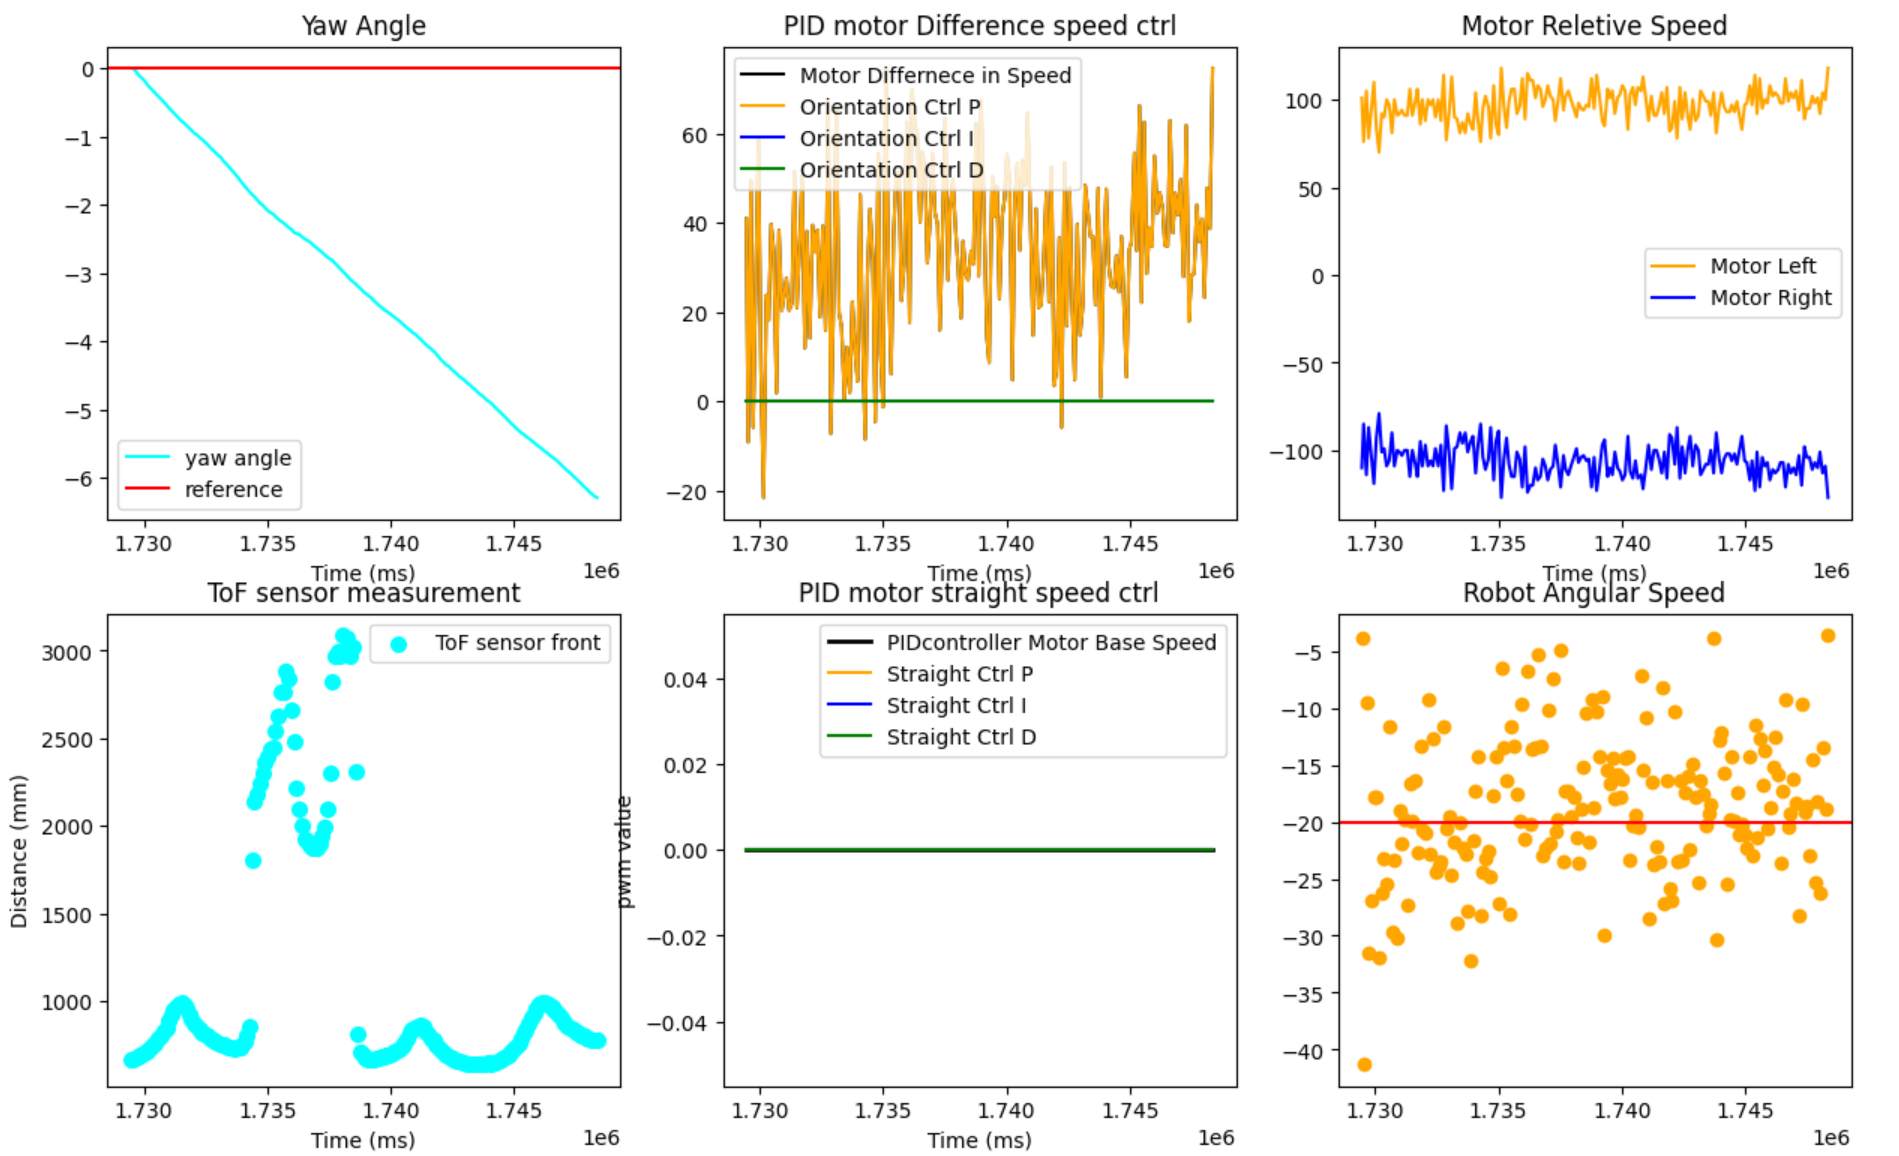 Yaw Angle
0
−1
−2
−3
−4
−5
−6
yaw angle
reference
1.730
1.735
1.740
1.745
Time (ms)
1e6
PID motor Difference speed ctrl
Motor Differnece in Speed
Orientation Ctrl P
Orientation Ctrl I
Orientation Ctrl D
60
40
20
0
−20
1.730
1.735
1.740
1.745
Time (ms)
1e6
Motor Reletive Speed
100
50
0
−50
−100
Motor Left
Motor Right
1.730
1.735
1.740
1.745
Time (ms)
1e6
ToF sensor measurement
ToF sensor front
Distance (mm)
3000
2500
2000
1500
1000
1.730
1.735
1.740
1.745
Time (ms)
1e6
PID motor straight speed ctrl
PIDcontroller Motor Base Speed
Straight Ctrl P
Straight Ctrl I
Straight Ctrl D
pwm value
0.04
0.02
0.00
−0.02
−0.04
1.730
1.735
1.740
1.745
Time (ms)
1e6
Robot Angular Speed
−5
−10
−15
−20
−25
−30
−35
−40
1.730
1.735
1.740
1.745
1e6